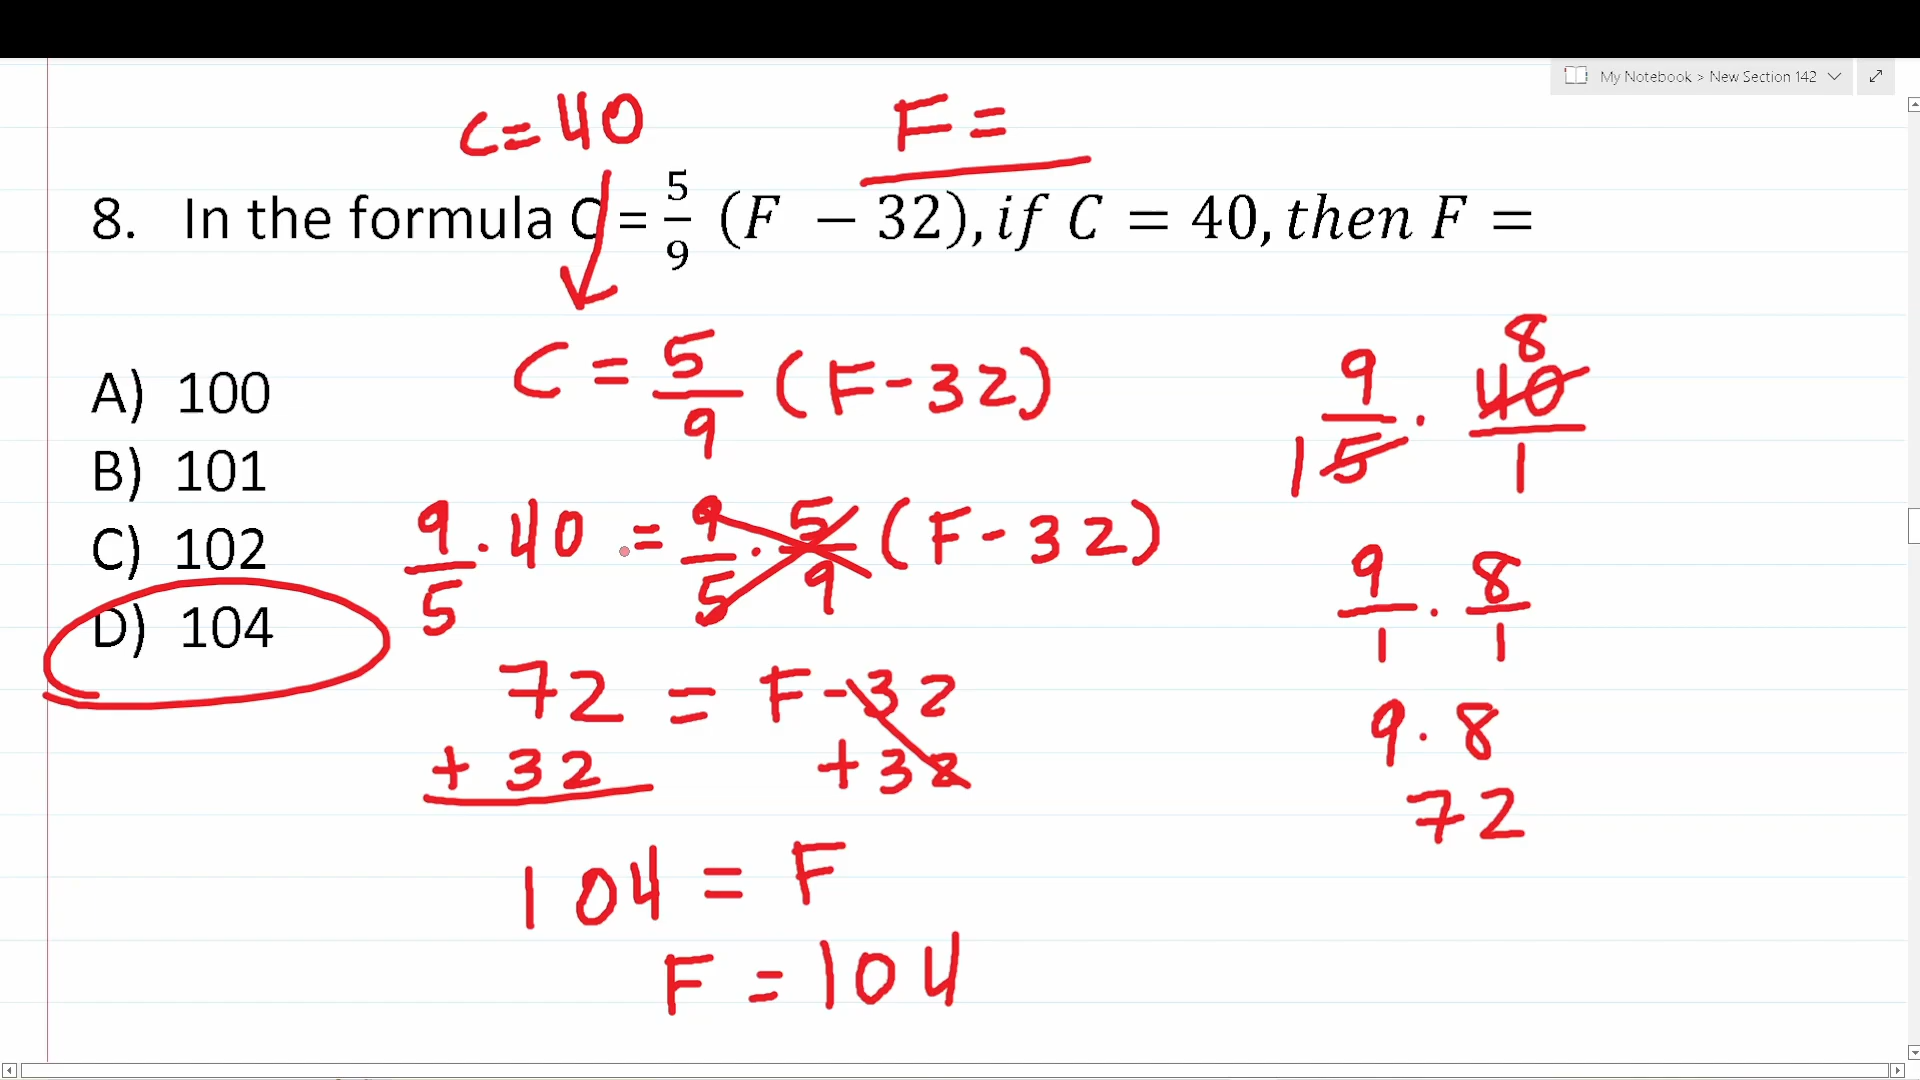 My Notebook > New Section 142
C = 40
F =
8. In the formula C = 5/9 (F − 32), if C = 40, then F =
A) 100
B) 101
C) 102
D) 104
C = 5/9 (F - 32)
9/5 · 40 = 9/5 · 5/9 (F - 32)
72 = F - 32
+ 32 + 32
104 = F
F = 104
8
9/5 · 40/1
1
9/1 · 8/1
9 · 8
72